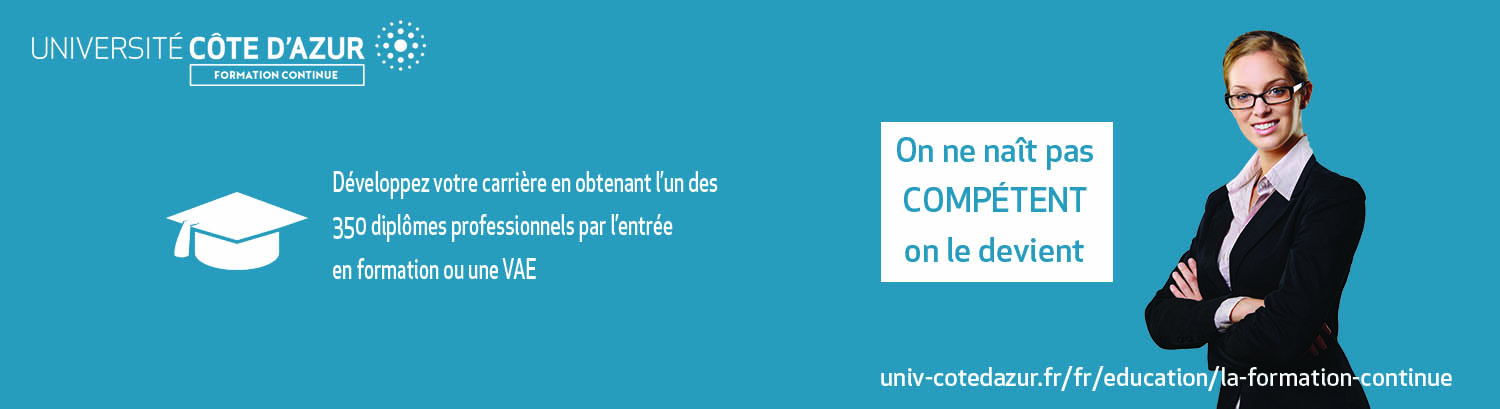 UNIVERSITÉ CÔTE D'AZUR
FORMATION CONTINUE
Développez votre carrière en obtenant l'un des
350 diplômes professionnels par l'entrée
en formation ou une VAE
On ne naît pas
COMPÉTENT
on le devient
univ-cotedazur.fr/fr/education/la-formation-continue